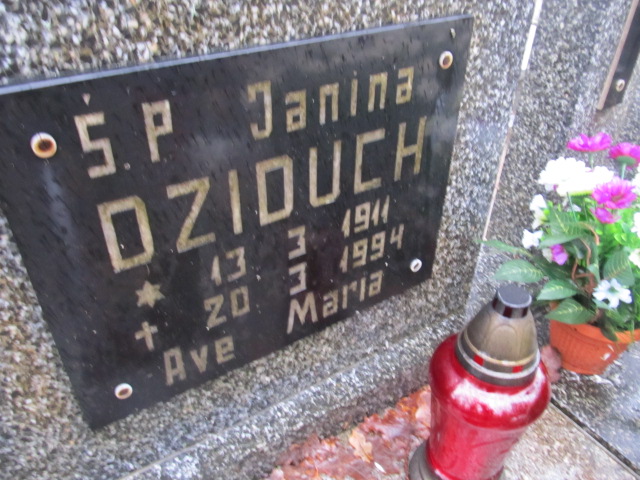 Ś.P Janina
DZIDUCH
* 13 3 1911
✝ 20 3 1994
Ave Maria